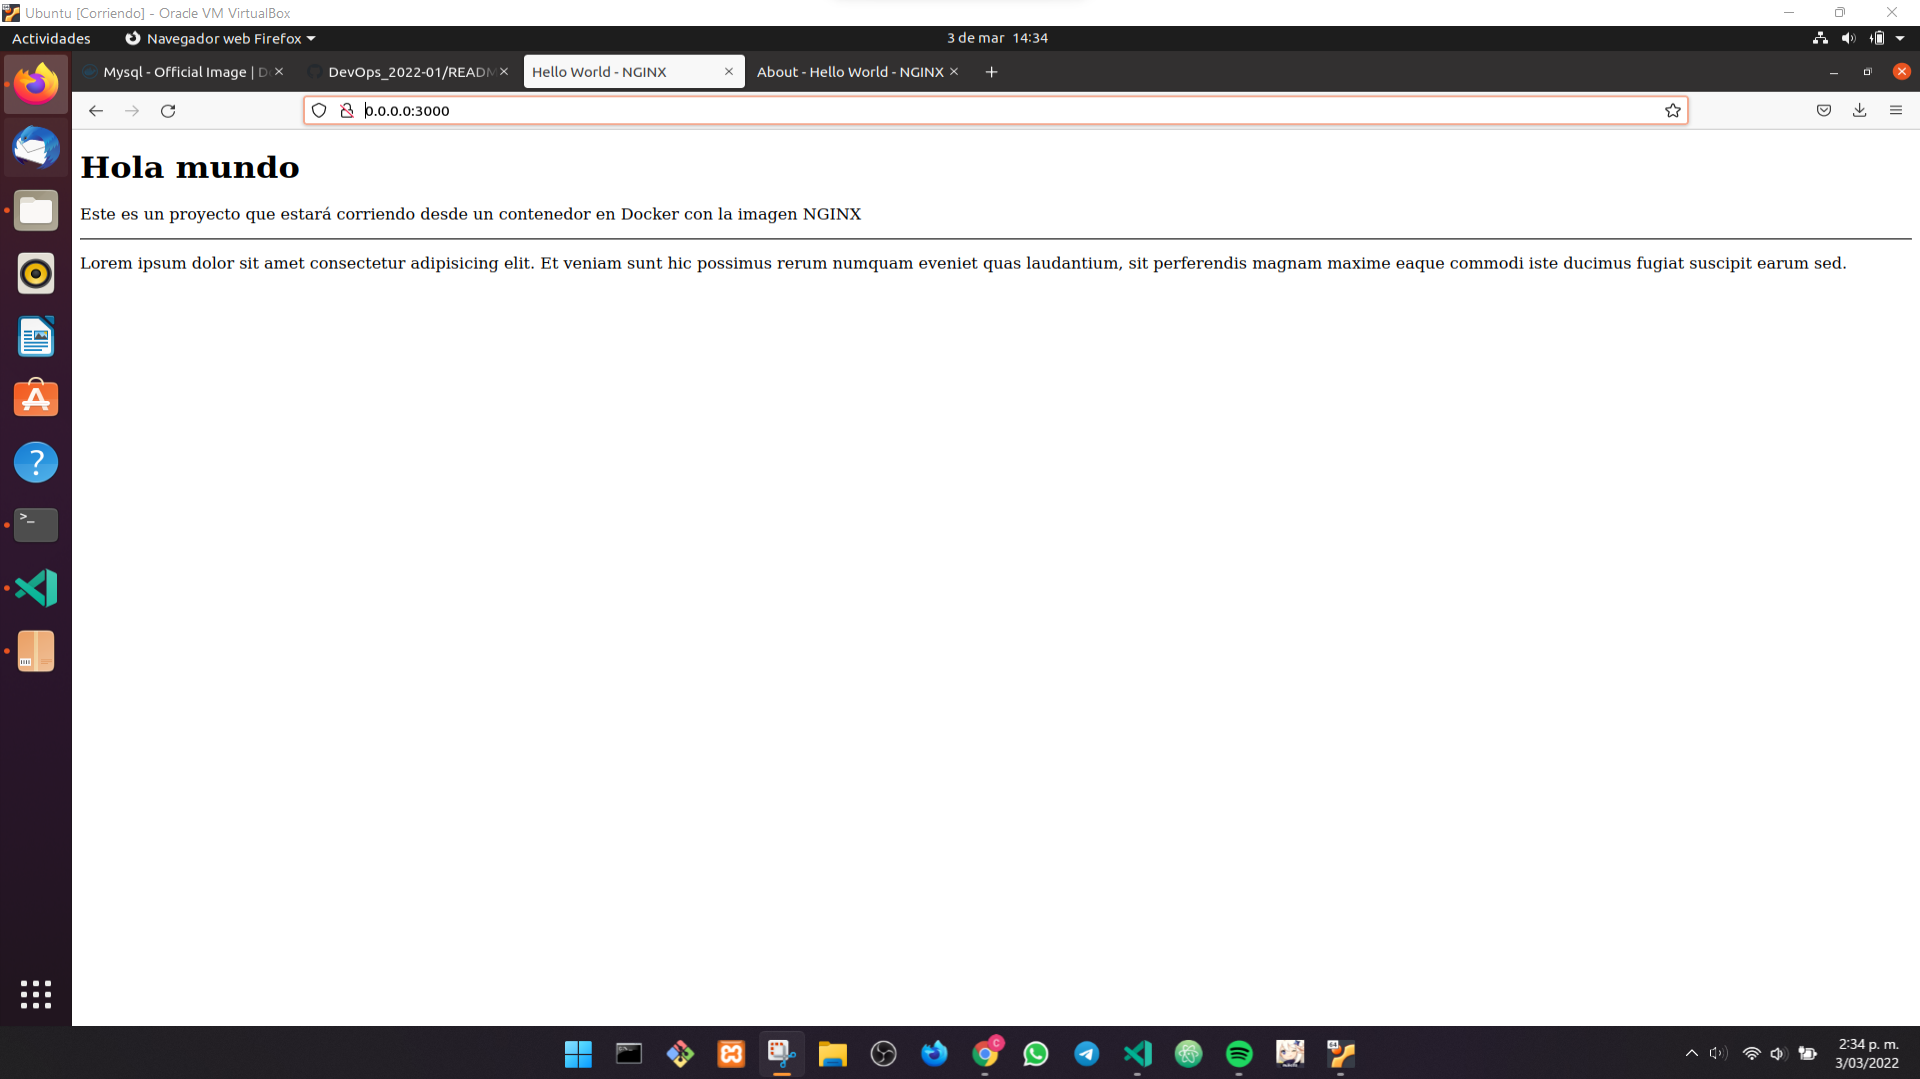 Ubuntu [Corriendo] - Oracle VM VirtualBox
Actividades
Navegador web Firefox
3 de mar 14:34
Mysql - Official Image | D
DevOps_2022-01/READM
Hello World - NGINX
About - Hello World - NGINX
0.0.0.0:3000
Hola mundo
Este es un proyecto que estará corriendo desde un contenedor en Docker con la imagen NGINX
Lorem ipsum dolor sit amet consectetur adipisicing elit. Et veniam sunt hic possimus rerum numquam eveniet quas laudantium, sit perferendis magnam maxime eaque commodi iste ducimus fugiat suscipit earum sed.
2:34 p. m.
3/03/2022